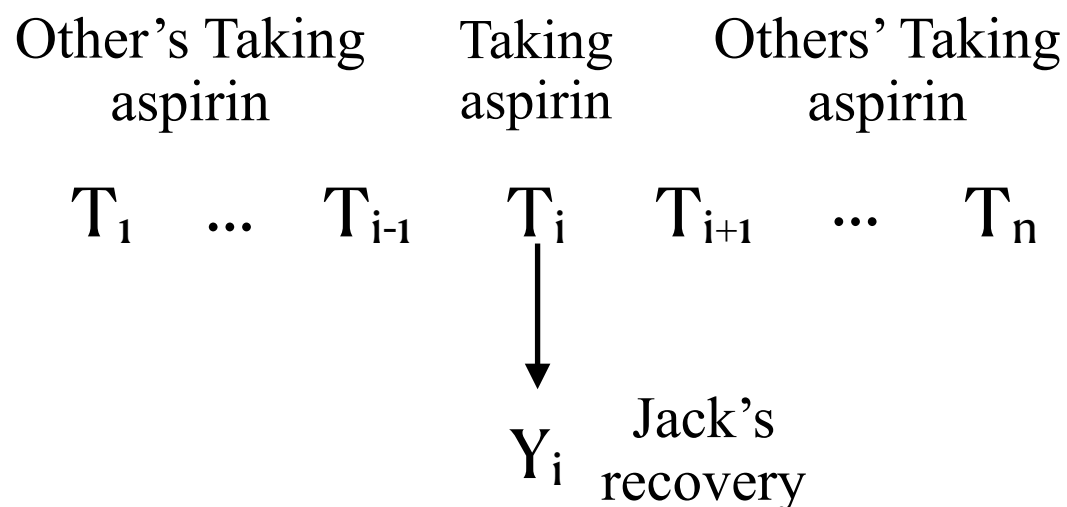 Other's Taking aspirin
Taking aspirin
Others' Taking aspirin
T₁ ... Tᵢ₋₁ Tᵢ Tᵢ₊₁ ... Tₙ
Yᵢ
Jack's recovery